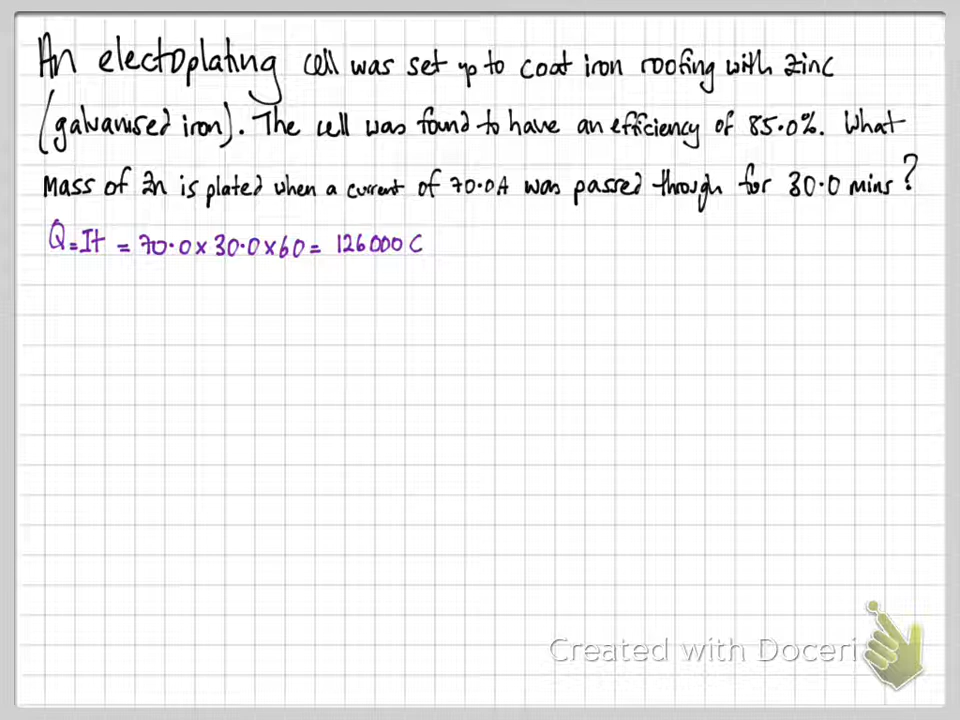 An electoplating cell was set up to coat iron roofing with zinc
(galvanised iron). The cell was found to have an efficiency of 85.0%. What
mass of Zn is plated when a current of 70.0A was passed through for 30.0 mins?
Q=It = 70.0 x 30.0 x 60 = 126000 C
Created with Doceri